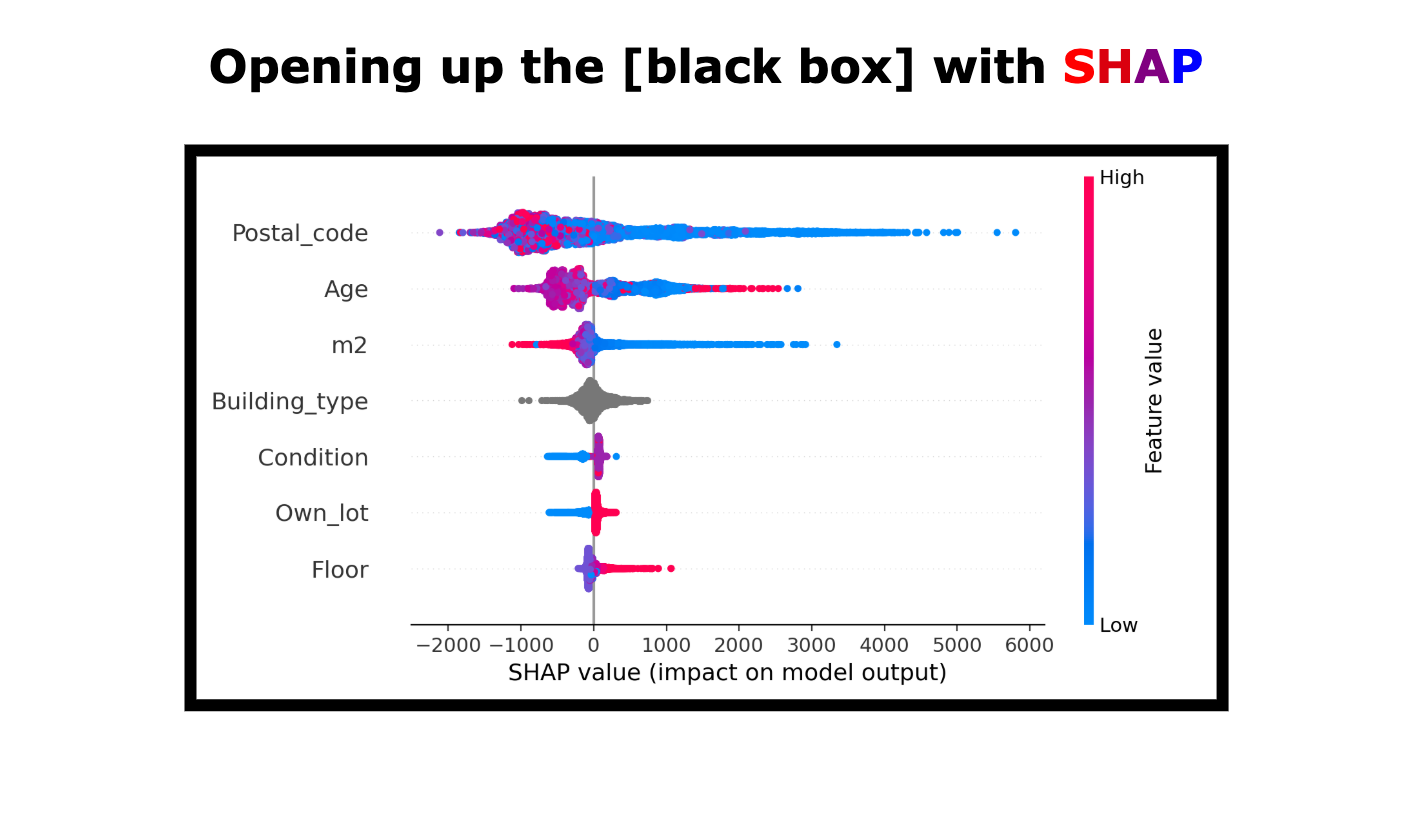 Opening up the [black box] with SHAP
High
Postal_code
Age
m2
Building_type
Condition
Own_lot
Floor
Feature value
Low
−2000 −1000 0 1000 2000 3000 4000 5000 6000
SHAP value (impact on model output)